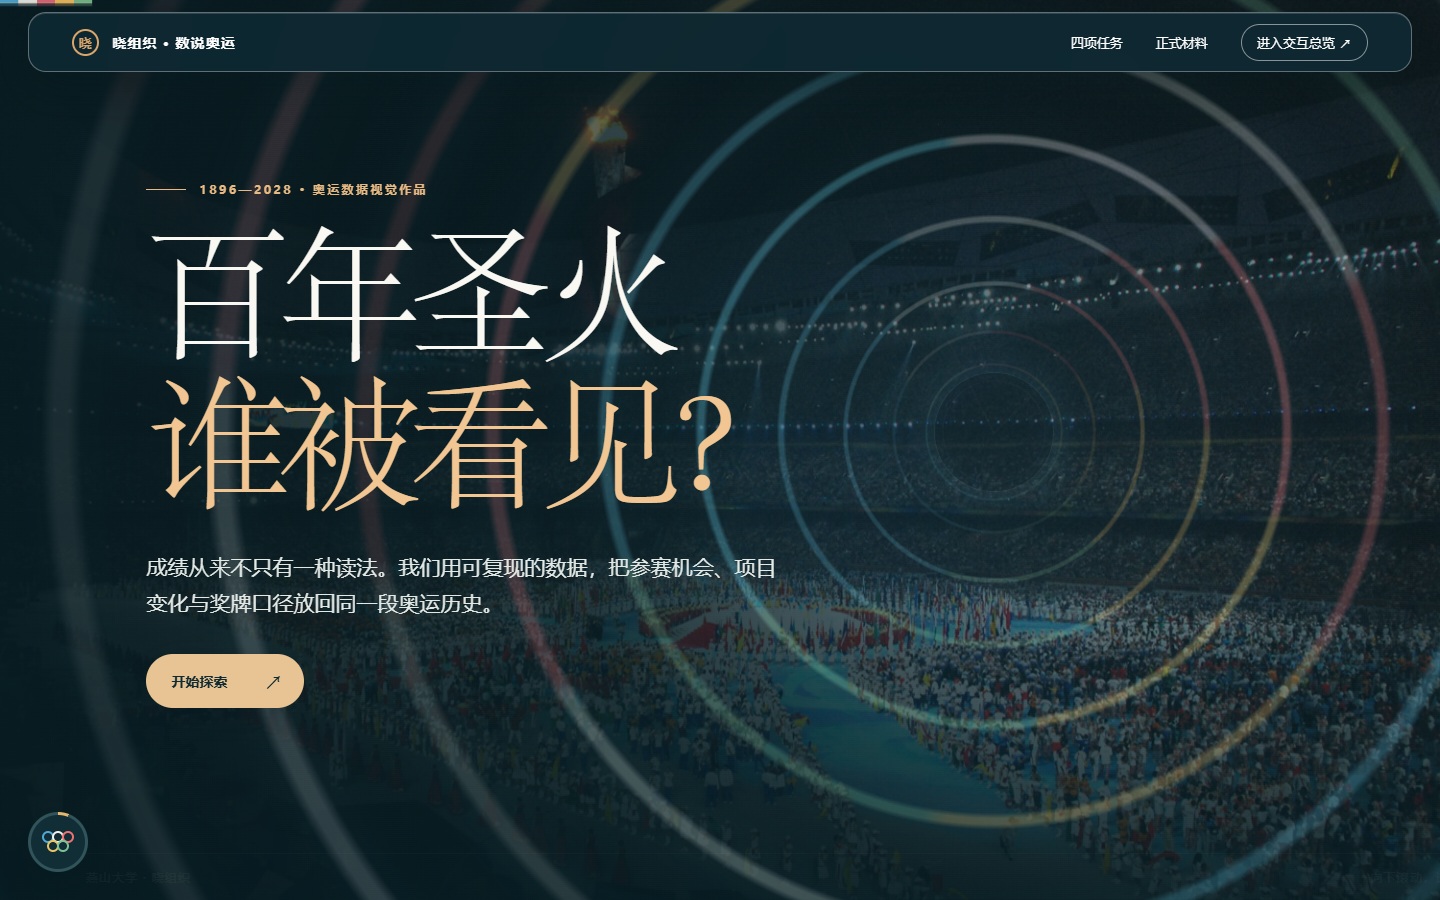 晓
晓组织 • 数说奥运
四项任务
正式材料
进入交互总览 ↗
1896—2028 • 奥运数据视觉作品
百年圣火
谁被看见?
成绩从来不只有一种读法。我们用可复现的数据，把参赛机会、项目
变化与奖牌口径放回同一段奥运历史。
开始探索 ↗